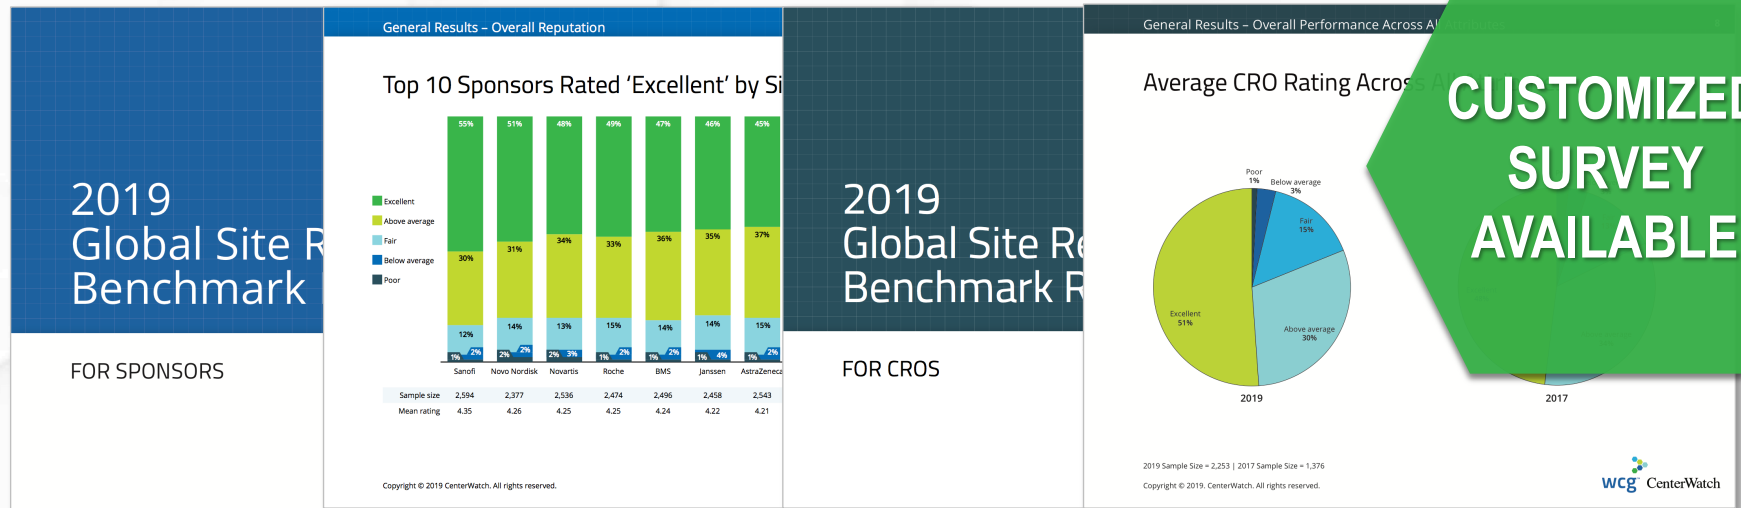 2019
Global Site R
Benchmark
FOR SPONSORS
General Results – Overall Reputation
Top 10 Sponsors Rated ‘Excellent’ by Si
55% 51% 48% 49% 47% 46% 45%
Excellent
Above average
Fair
Below average
Poor
30% 31% 34% 33% 36% 35% 37%
12% 14% 13% 15% 14% 14% 15%
1% 2% 2% 2% 2% 3% 1% 2% 1% 2% 1% 4% 1% 2%
Sanofi Novo Nordisk Novartis Roche BMS Janssen AstraZeneca
Sample size 2,594 2,377 2,536 2,474 2,496 2,458 2,543
Mean rating 4.35 4.26 4.25 4.25 4.24 4.22 4.21
Copyright © 2019 CenterWatch. All rights reserved.
2019
Global Site Re
Benchmark R
FOR CROS
General Results – Overall Performance Across
Average CRO Rating Across
Poor
1%
Below average
3%
Fair
15%
Above average
30%
Excellent
51%
2019
2017
2019 Sample Size = 2,253 | 2017 Sample Size = 1,376
Copyright © 2019. CenterWatch. All rights reserved.
wcg CenterWatch
CUSTOMIZED
SURVEY
AVAILABLE